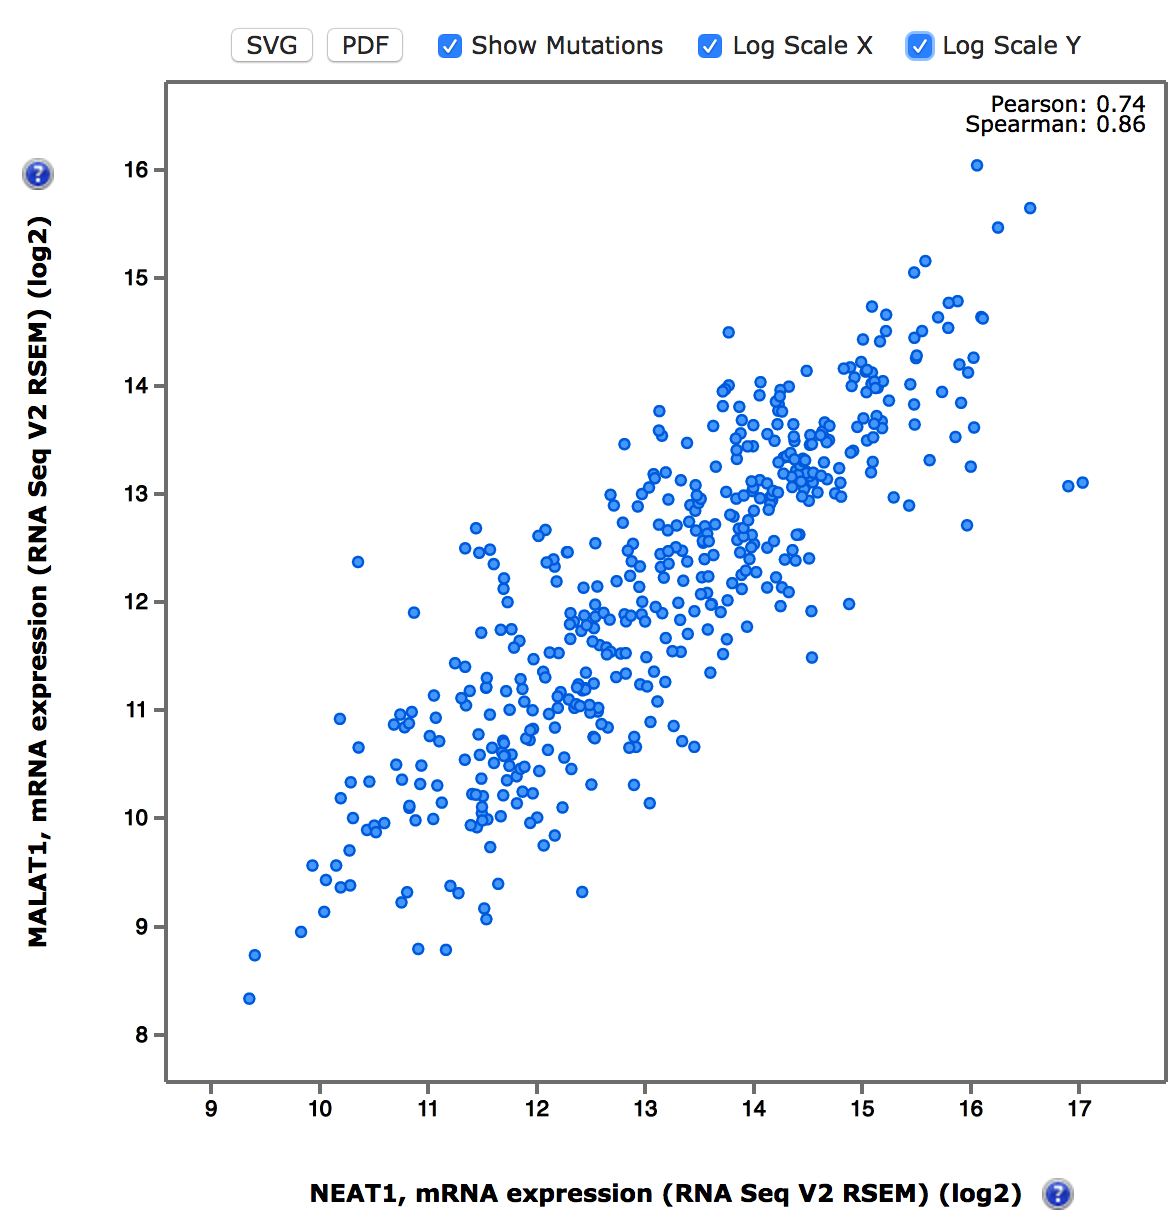 SVG PDF Show Mutations Log Scale X Log Scale Y
Pearson: 0.74
Spearman: 0.86
?
MALAT1, mRNA expression (RNA Seq V2 RSEM) (log2)
16
15
14
13
12
11
10
9
8
9 10 11 12 13 14 15 16 17
NEAT1, mRNA expression (RNA Seq V2 RSEM) (log2) ?